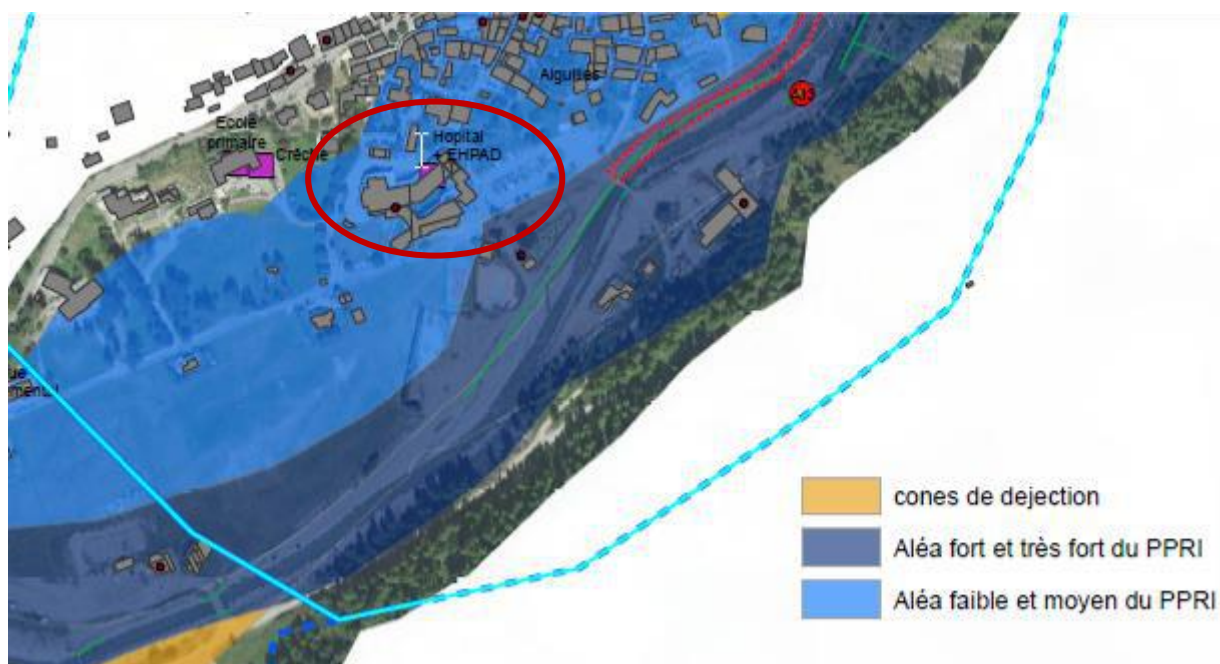 Aiguilles
Ecole
primaire
Crèche
Hopital
+ EHPAD
cones de dejection
Aléa fort et très fort du PPRI
Aléa faible et moyen du PPRI